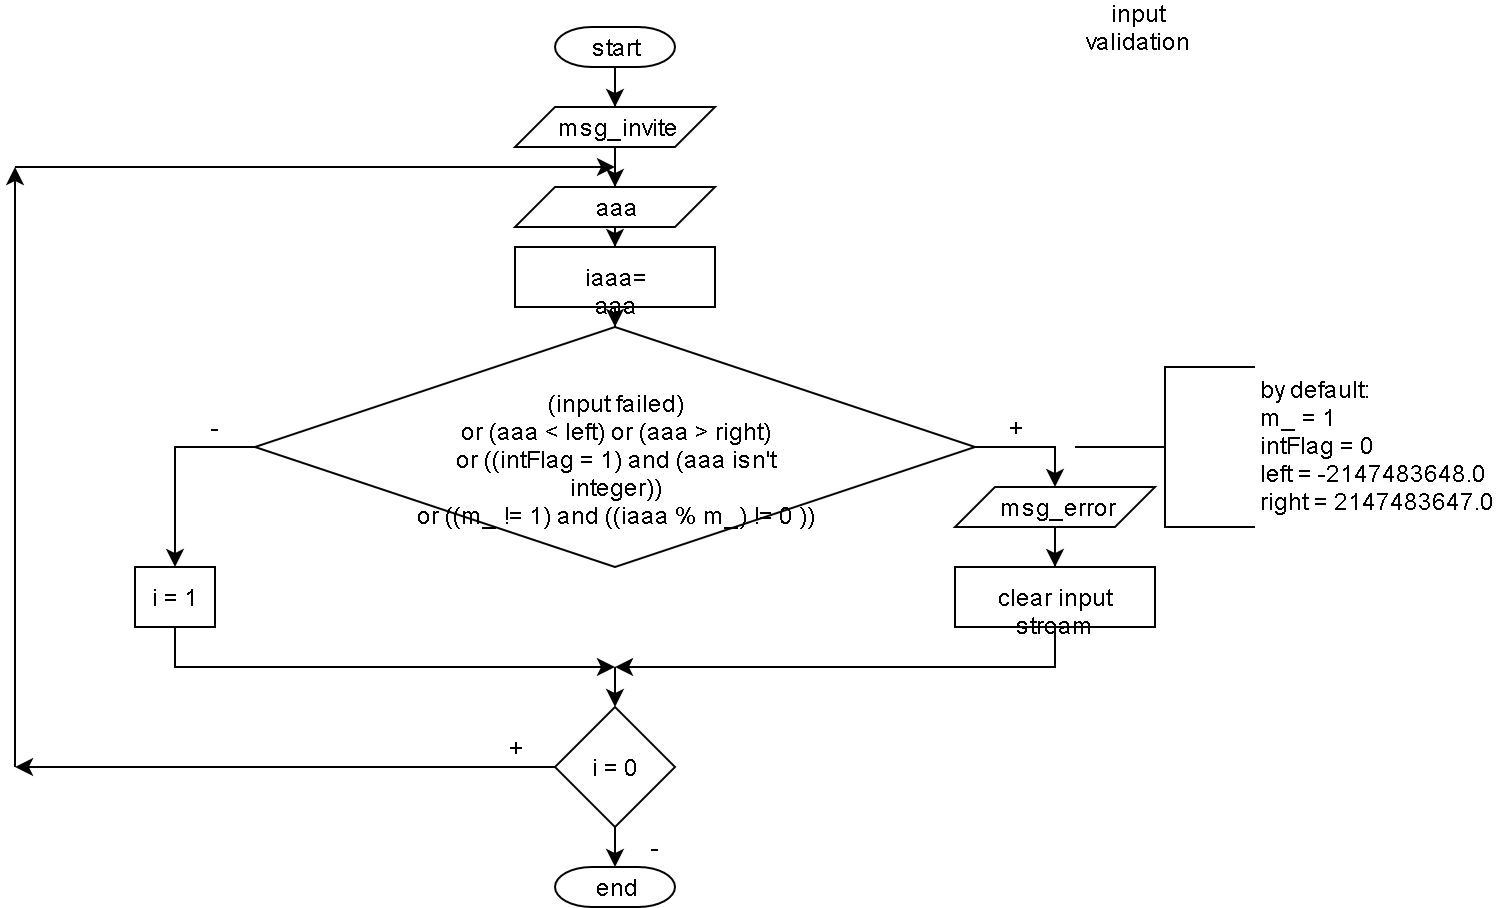 input
validation
start
msg_invite
aaa
iaaa=
aaa
(input failed)
or (aaa < left) or (aaa > right)
or ((intFlag = 1) and (aaa isn't
integer))
or ((m_ != 1) and ((iaaa % m_) != 0 ))
-
+
by default:
m_ = 1
intFlag = 0
left = -2147483648.0
right = 2147483647.0
msg_error
i = 1
clear input
stream
+
i = 0
-
end